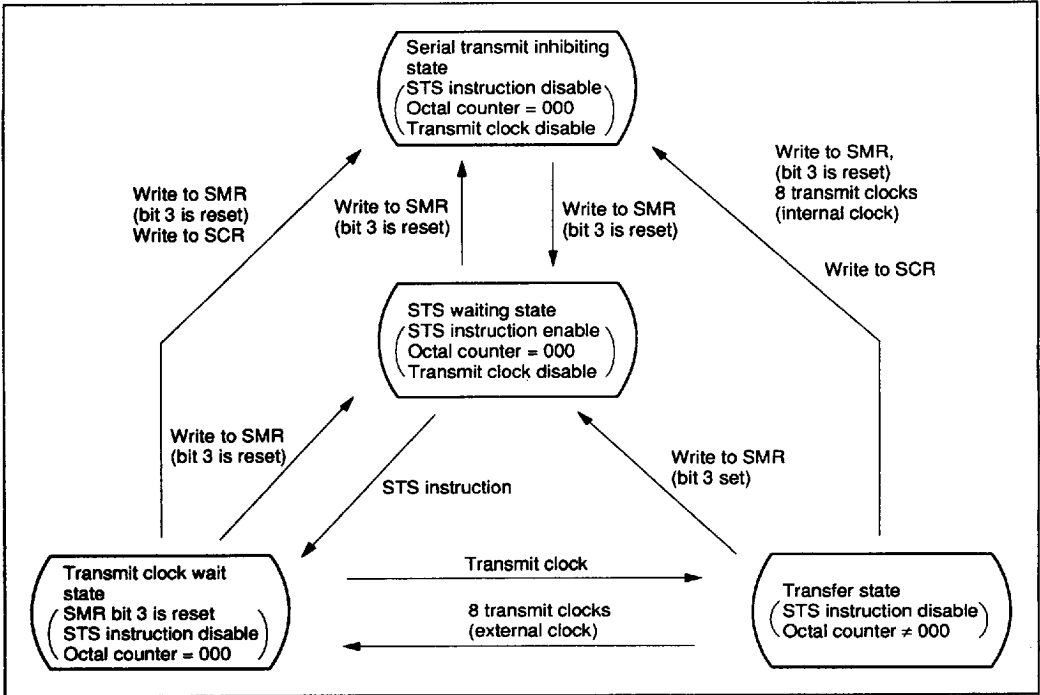 Serial transmit inhibiting
state
STS instruction disable
Octal counter = 000
Transmit clock disable
Write to SMR
(bit 3 is reset)
Write to SCR
Write to SMR
(bit 3 is reset)
Write to SMR
(bit 3 is reset)
Write to SMR,
(bit 3 is reset)
8 transmit clocks
(internal clock)
Write to SCR
STS waiting state
STS instruction enable
Octal counter = 000
Transmit clock disable
Write to SMR
(bit 3 is reset)
STS instruction
Write to SMR
(bit 3 set)
Transmit clock wait
state
SMR bit 3 is reset
STS instruction disable
Octal counter = 000
Transmit clock
8 transmit clocks
(external clock)
Transfer state
STS instruction disable
Octal counter ≠ 000